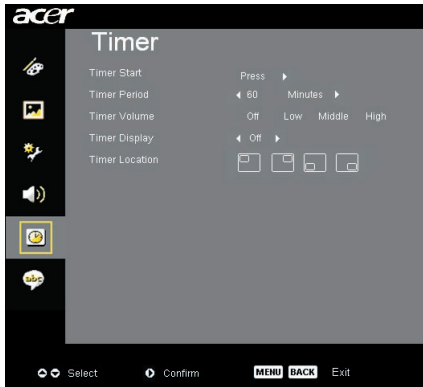 acer
Timer
Timer Start Press
Timer Period 60 Minutes
Timer Volume Off Low Middle High
Timer Display Off
Timer Location
abc
Select Confirm MENU BACK Exit